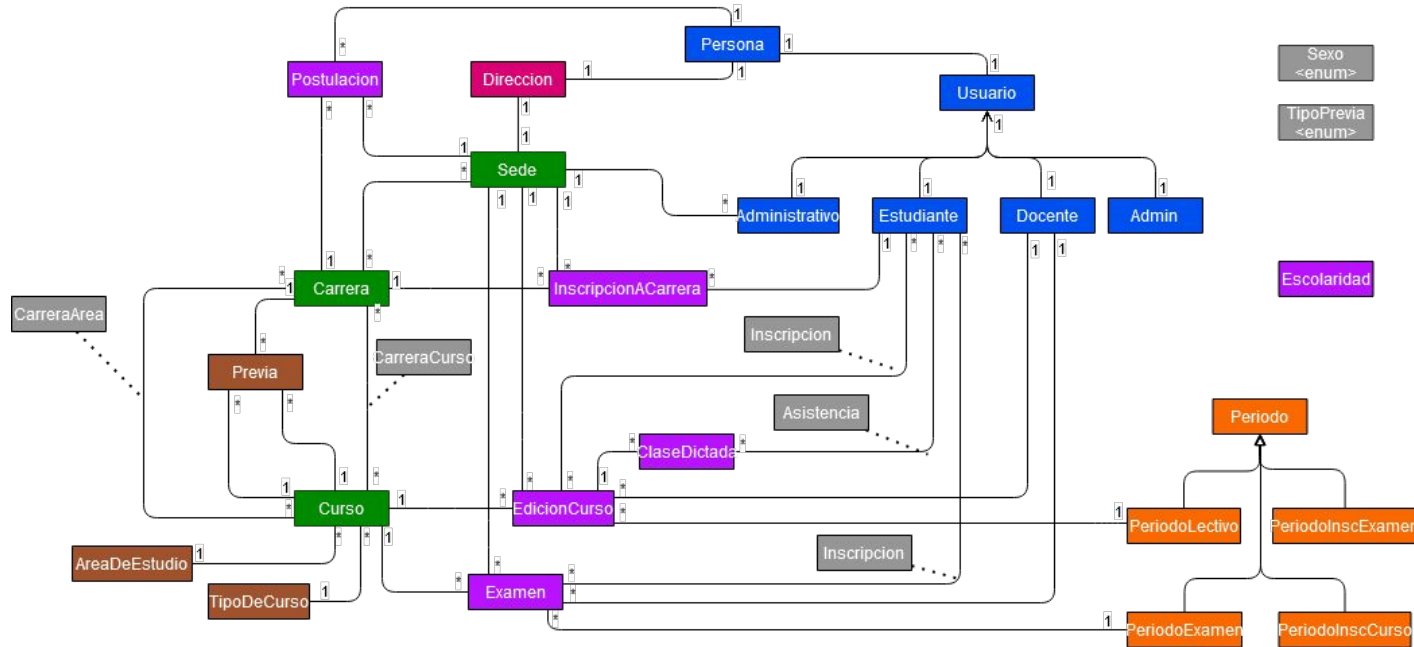 Persona
Sexo
<enum>
Postulacion
Direccion
Usuario
TipoPrevia
<enum>
Sede
Administrativo
Estudiante
Docente
Admin
Carrera
InscripcionACarrera
Escolaridad
CarreraArea
Inscripcion
CarreraCurso
Previa
Asistencia
Periodo
ClaseDictada
Curso
EdicionCurso
PeriodoLectivo
PeriodoInscExamen
AreaDeEstudio
Inscripcion
TipoDeCurso
Examen
PeriodoExamen
PeriodoInscCurso